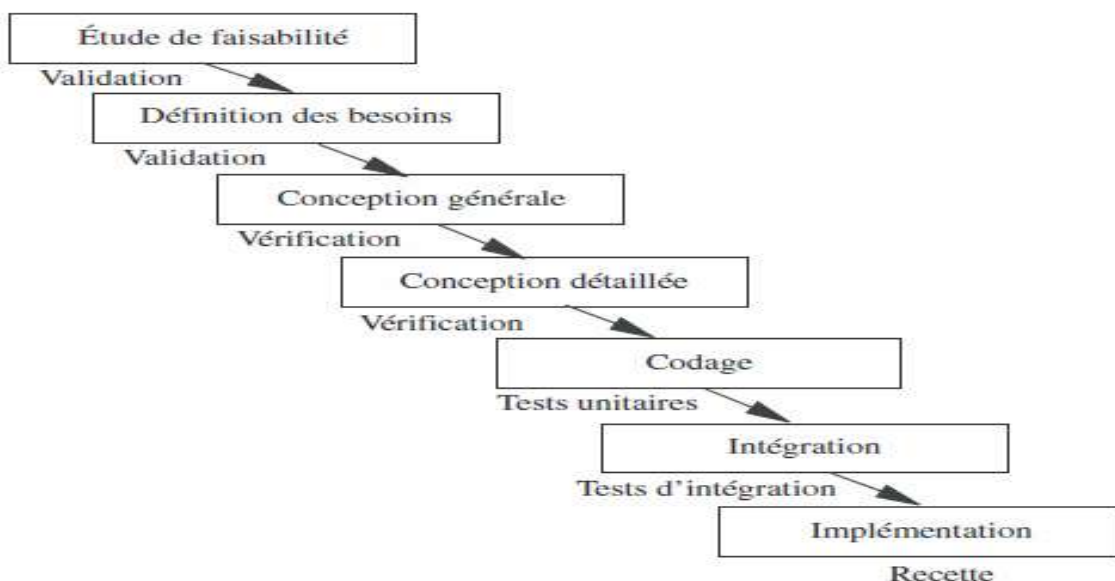 Étude de faisabilité
Validation
Définition des besoins
Validation
Conception générale
Vérification
Conception détaillée
Vérification
Codage
Tests unitaires
Intégration
Tests d'intégration
Implémentation
Recette